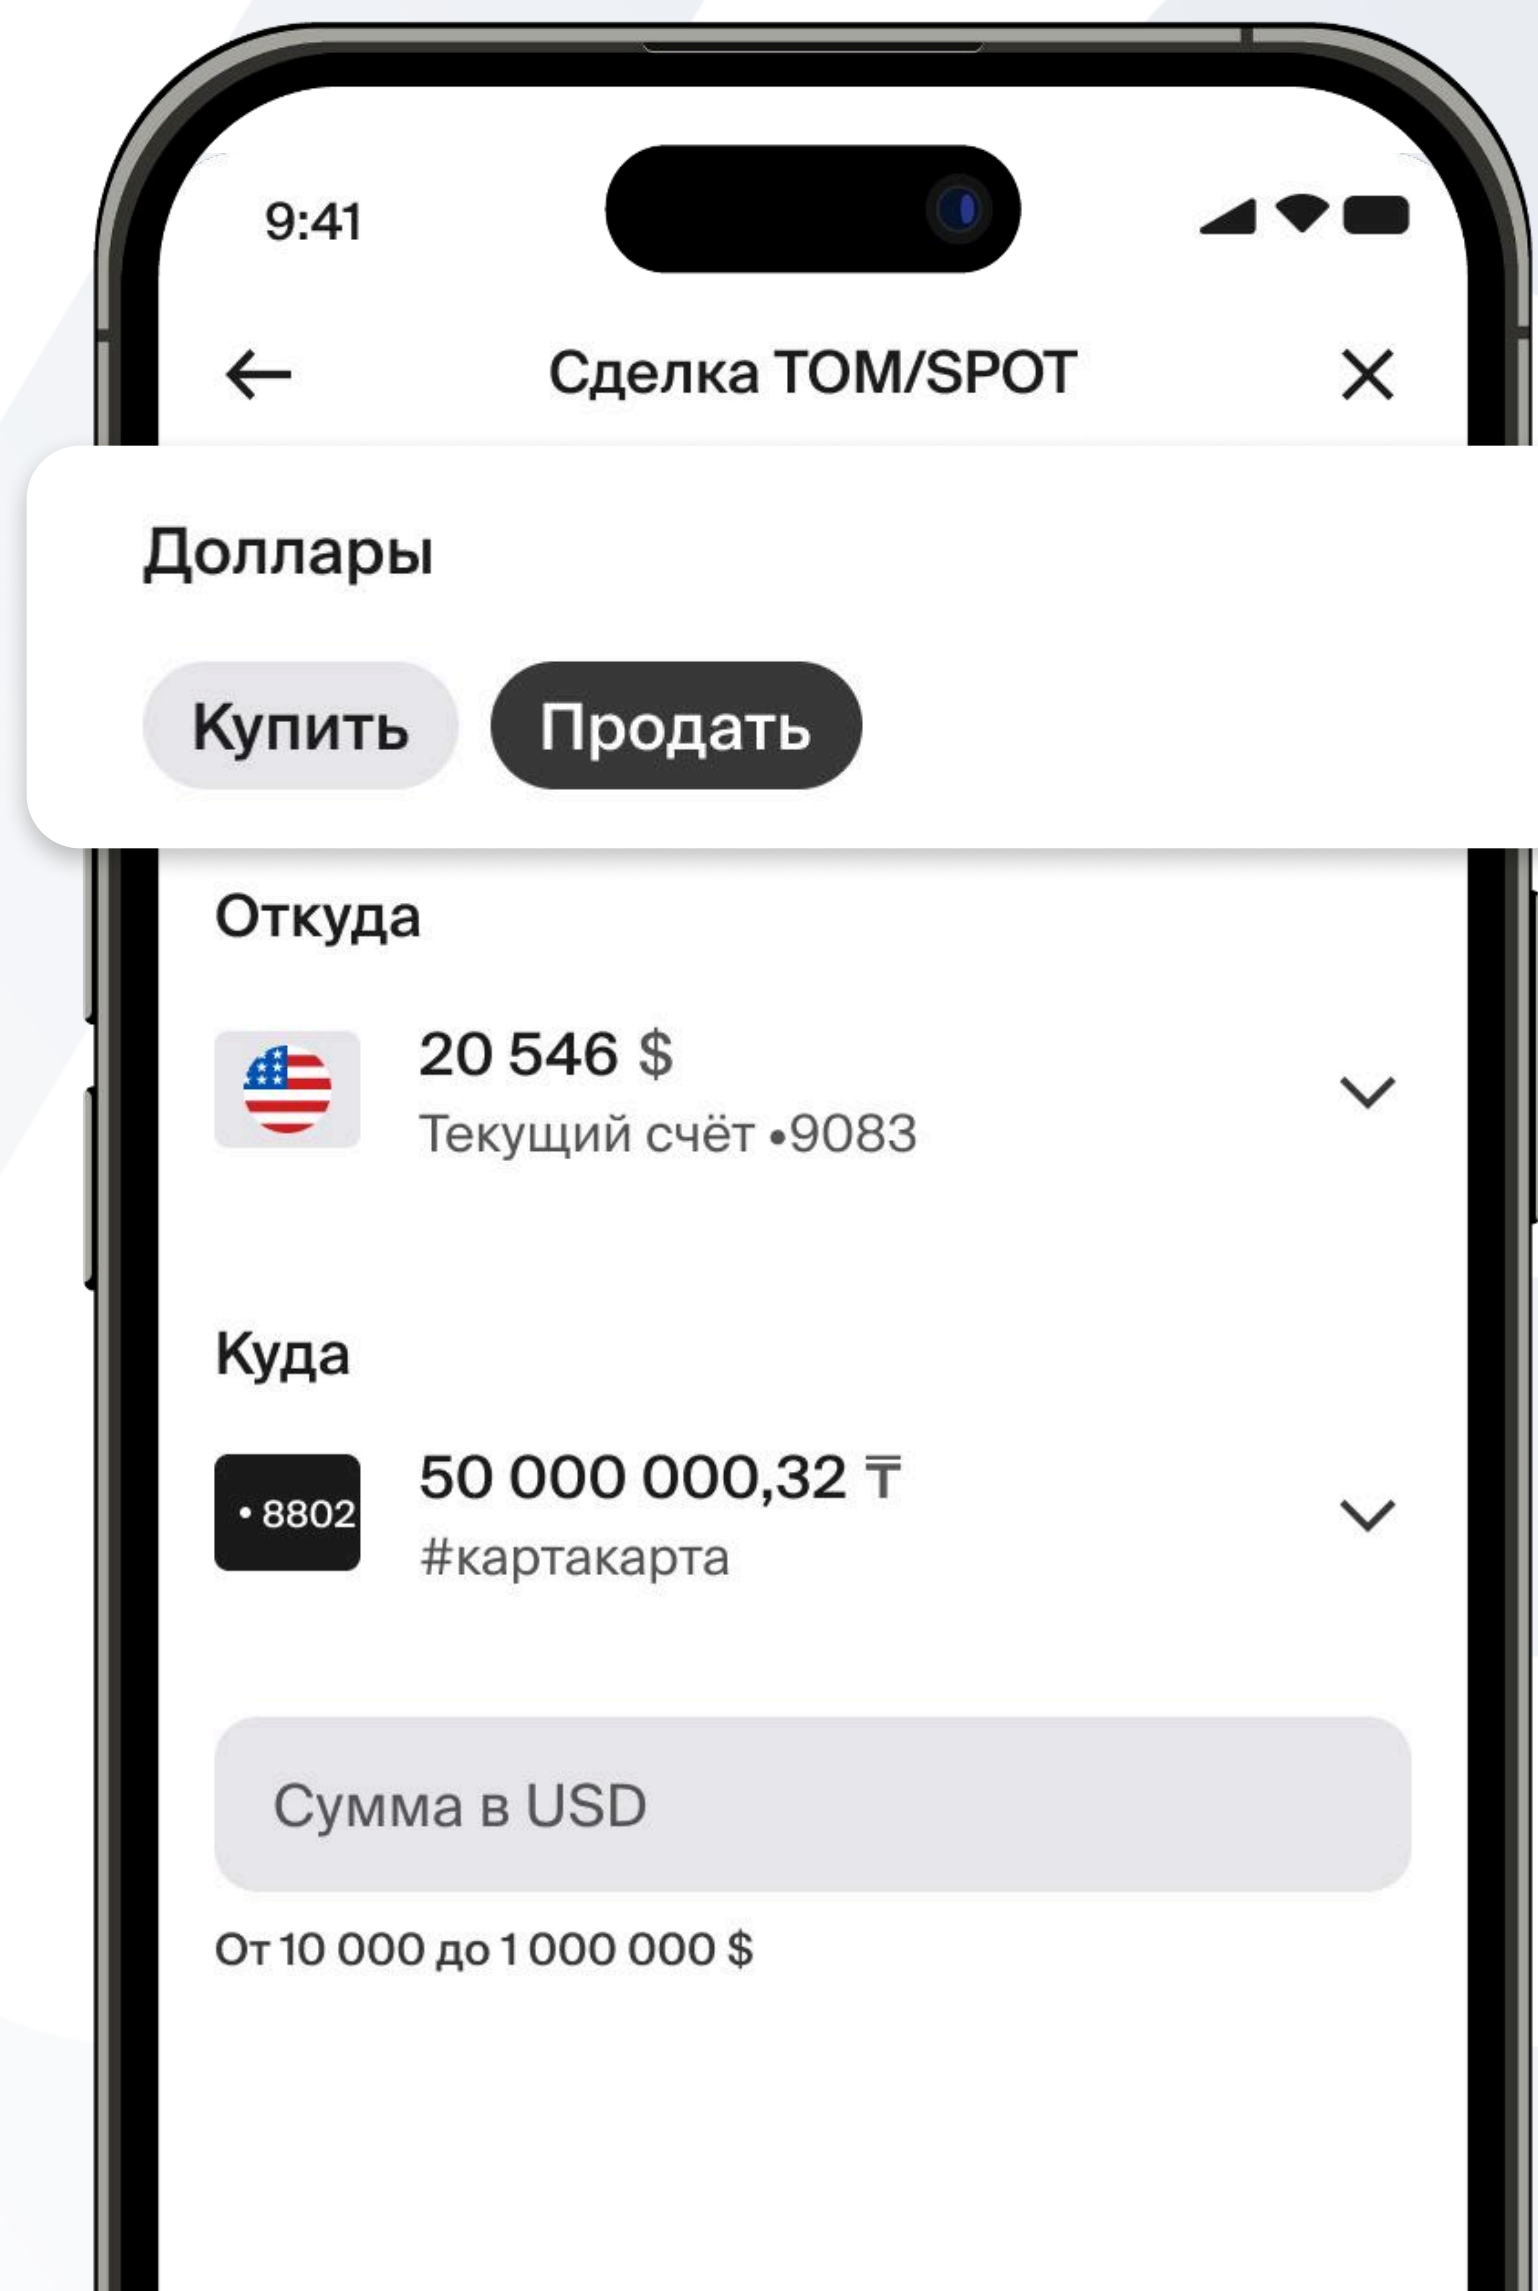 9:41
Сделка TOM/SPOT
Доллары
Купить Продать
Откуда
20 546 $
Текущий счёт •9083
Куда
• 8802
50 000 000,32 ₸
#картакарта
Сумма в USD
От 10 000 до 1 000 000 $